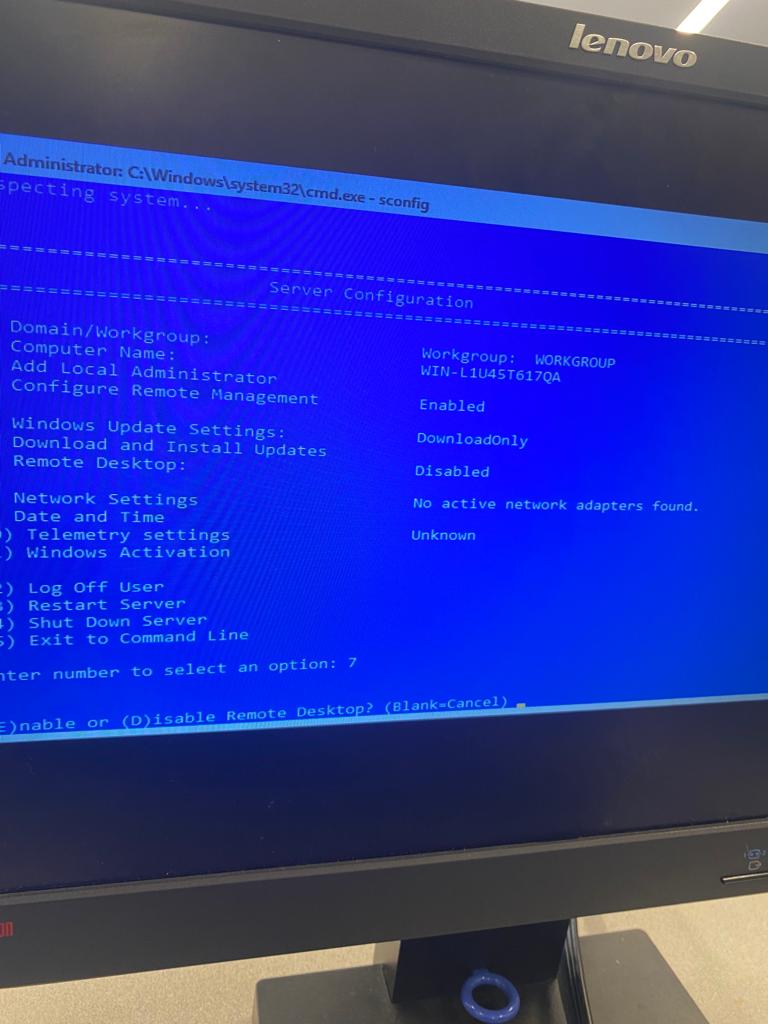 lenovo
Administrator: C:\Windows\system32\cmd.exe - sconfig
specting system...
===============================================================================
Server Configuration
===============================================================================
Domain/Workgroup: Workgroup: WORKGROUP
Computer Name: WIN-L1U45T617QA
Add Local Administrator
Configure Remote Management Enabled
Windows Update Settings: DownloadOnly
Download and Install Updates
Remote Desktop: Disabled
Network Settings No active network adapters found.
Date and Time
) Telemetry settings Unknown
) Windows Activation
) Log Off User
) Restart Server
) Shut Down Server
) Exit to Command Line
nter number to select an option: 7
E)nable or (D)isable Remote Desktop? (Blank=Cancel)
on